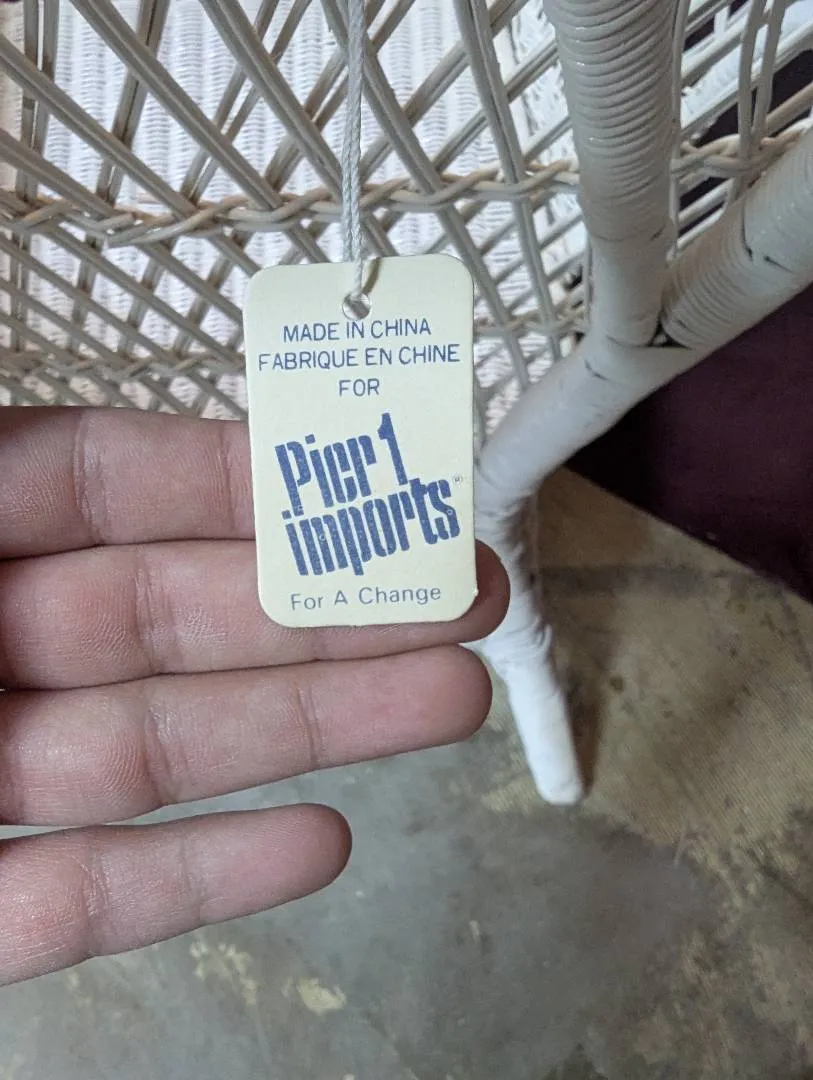 MADE IN CHINA
FABRIQUE EN CHINE
FOR
Pier 1
imports®
For A Change